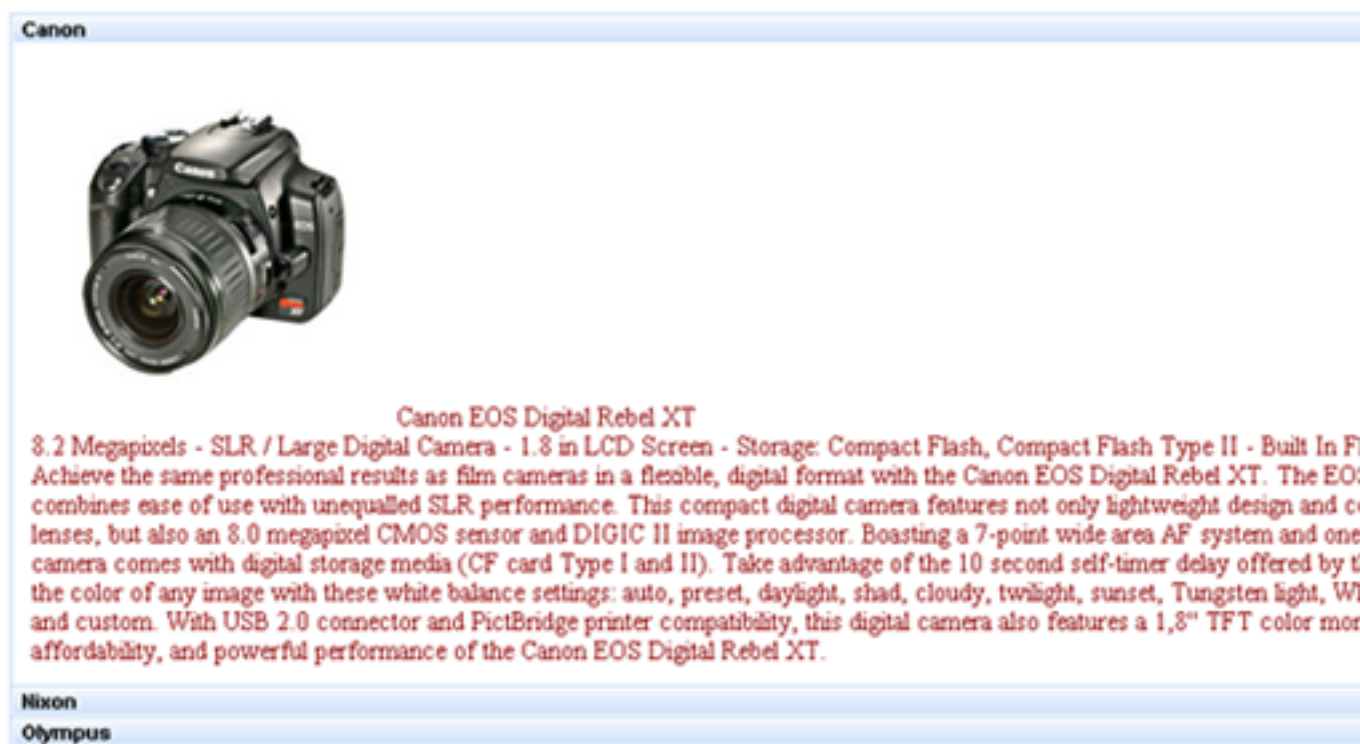 Canon
Canon
Canon EOS Digital Rebel XT
8.2 Megapixels - SLR / Large Digital Camera - 1.8 in LCD Screen - Storage: Compact Flash, Compact Flash Type II - Built In
Achieve the same professional results as film cameras in a flexible, digital format with the Canon EOS Digital Rebel XT. The EOS
combines ease of use with unequalled SLR performance. This compact digital camera features not only lightweight design and
lenses, but also an 8.0 megapixel CMOS sensor and DIGIC II image processor. Boasting a 7-point wide area AF system and one
camera comes with digital storage media (CF card Type I and II). Take advantage of the 10 second self-timer delay offered by
the color of any image with these white balance settings: auto, preset, daylight, shad, cloudy, twilight, sunset, Tungsten light,
and custom. With USB 2.0 connector and PictBridge printer compatibility, this digital camera also features a 1,8" TFT color
affordability, and powerful performance of the Canon EOS Digital Rebel XT.
Nixon
Olympus